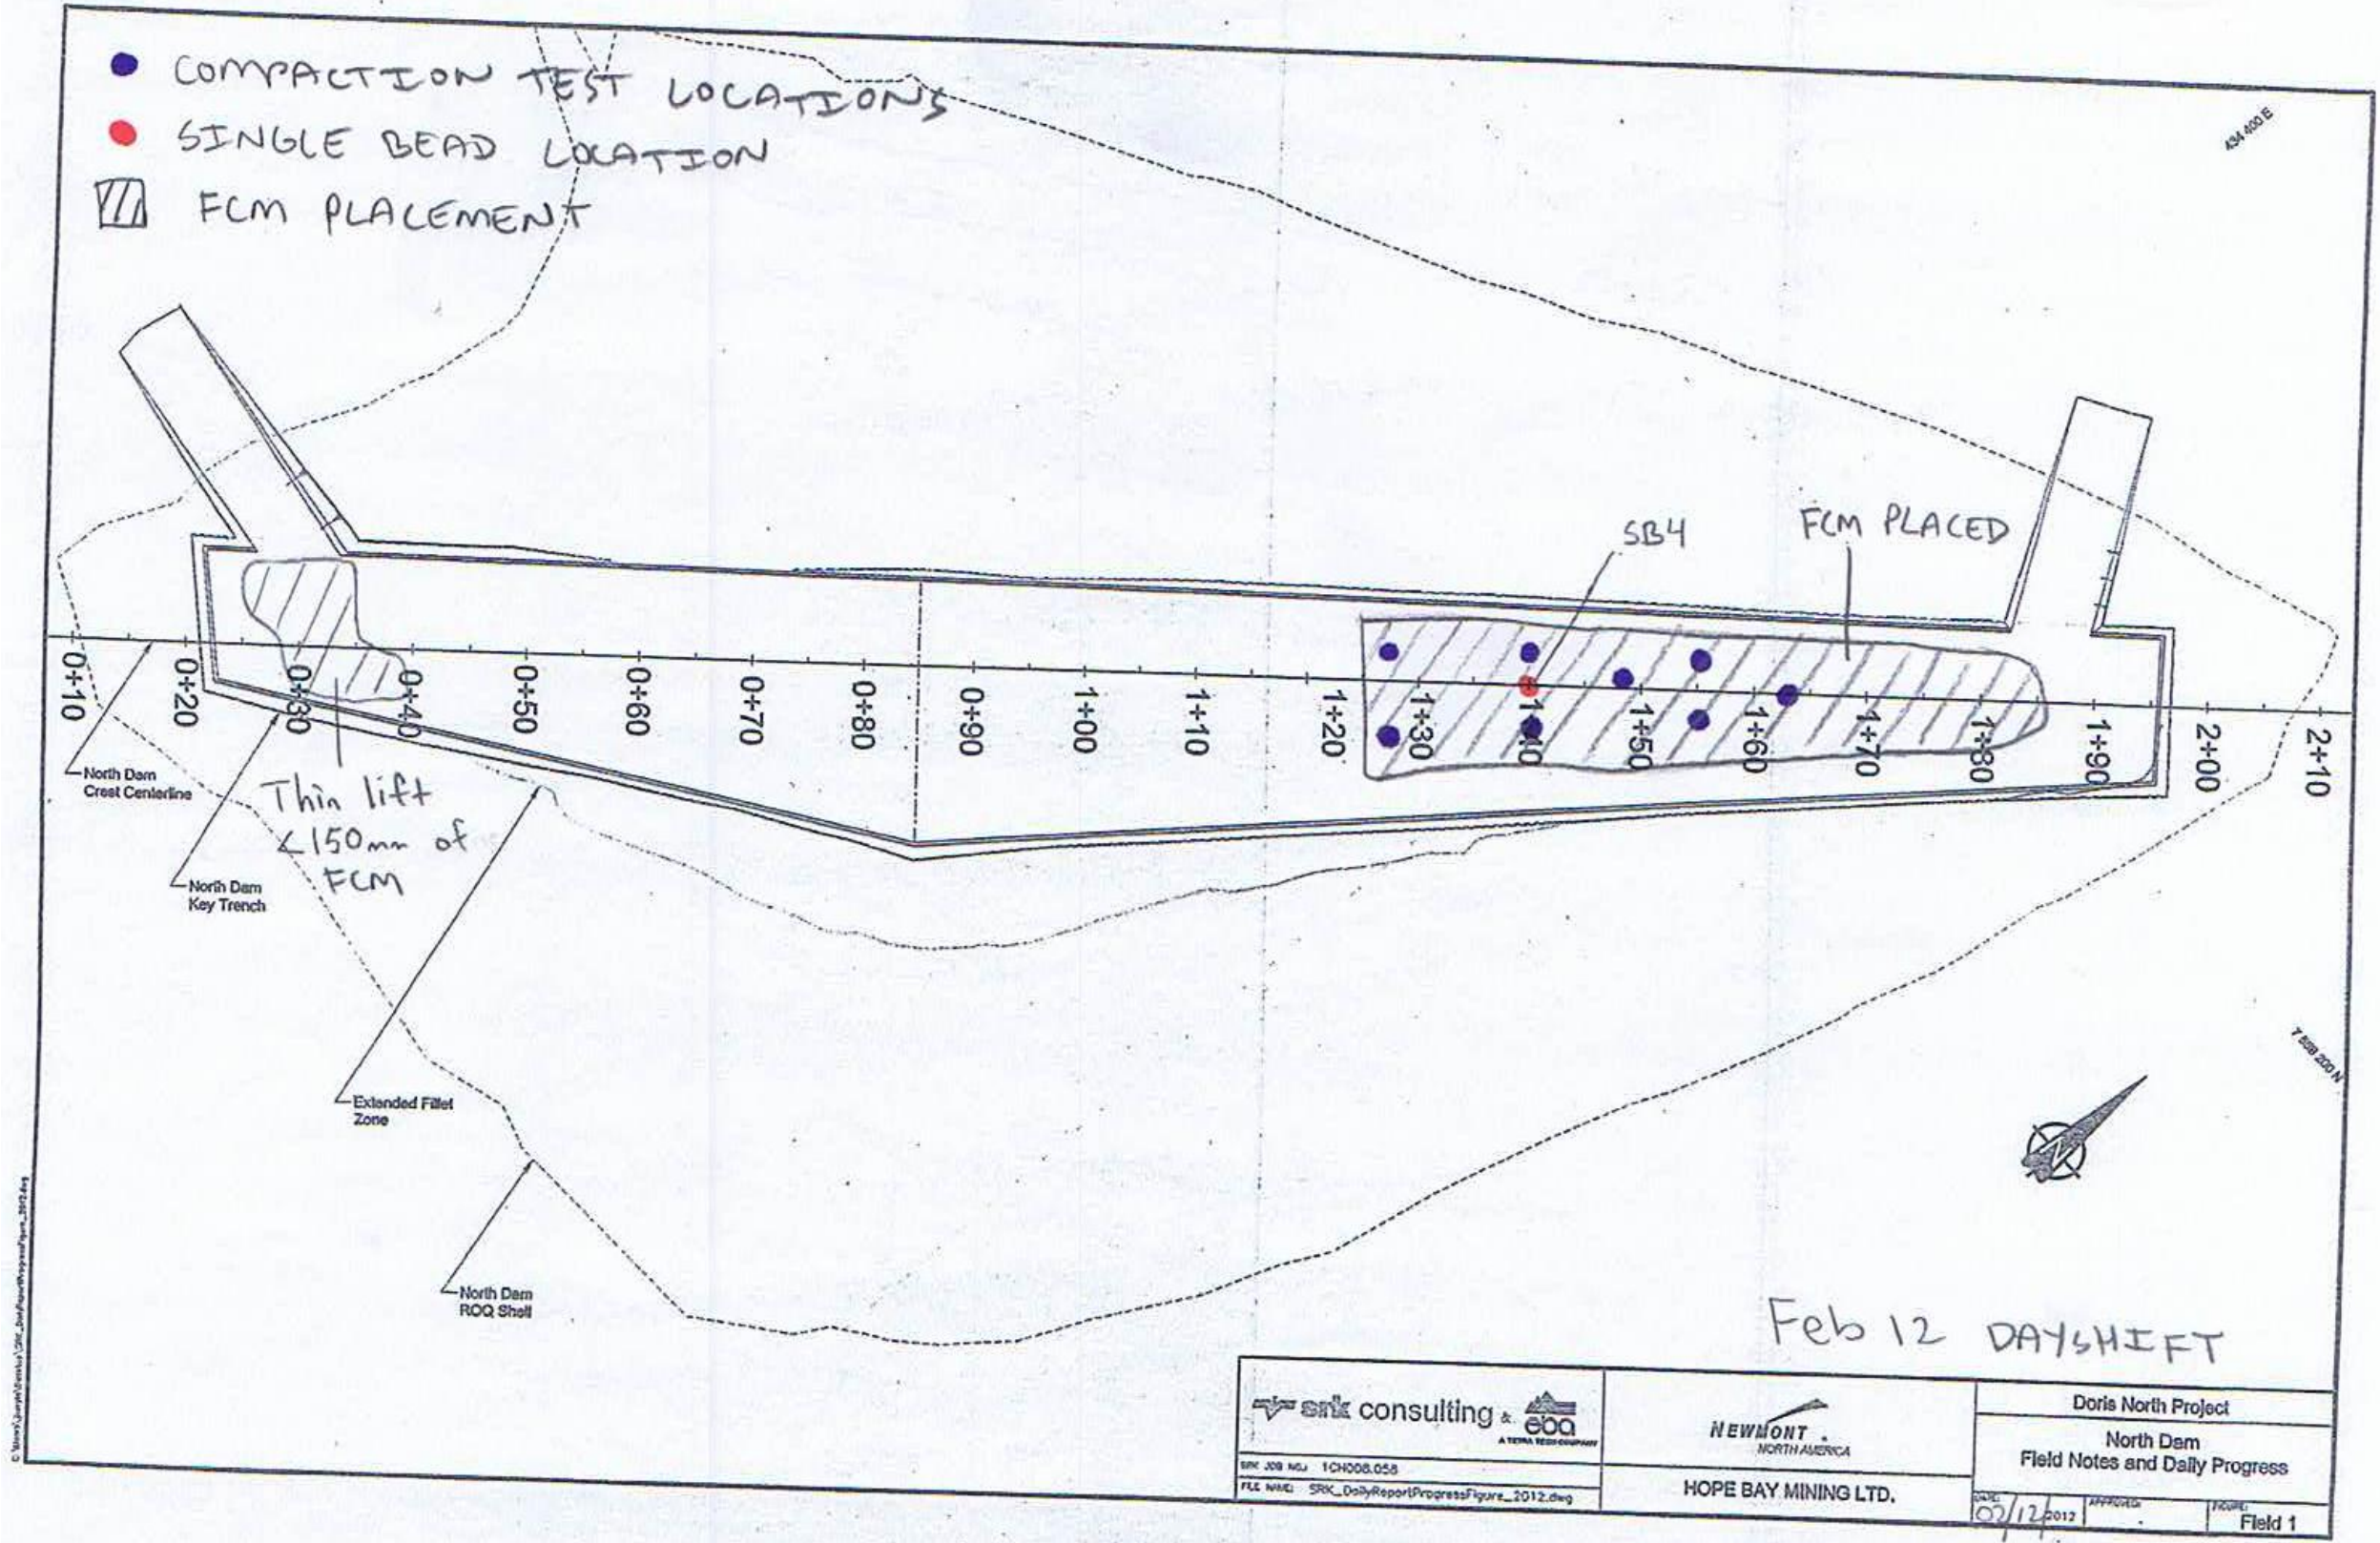 COMPACTION TEST LOCATIONS
SINGLE BEAD LOCATION
FCM PLACEMENT
434 400 E
SB4
FCM PLACED
0+10
0+20
0+30
0+40
0+50
0+60
0+70
0+80
0+90
1+00
1+10
1+20
1+30
1+40
1+50
1+60
1+70
1+80
1+90
2+00
2+10
North Dam
Crest Centerline
Thin lift
<150mm of
FCM
North Dam
Key Trench
Extended Fillet
Zone
North Dam
ROQ Shell
Feb 12 DAYSHIFT
srk consulting & eba
A TETRA TECH COMPANY
SRK JOB NO.: 1CH008.058
FILE NAME: SRK_DailyReportProgressFigure_2012.dwg
NEWMONT
NORTH AMERICA
HOPE BAY MINING LTD.
Doris North Project
North Dam
Field Notes and Daily Progress
DATE: 02/12/2012
APPROVED:
FIGURE: Field 1